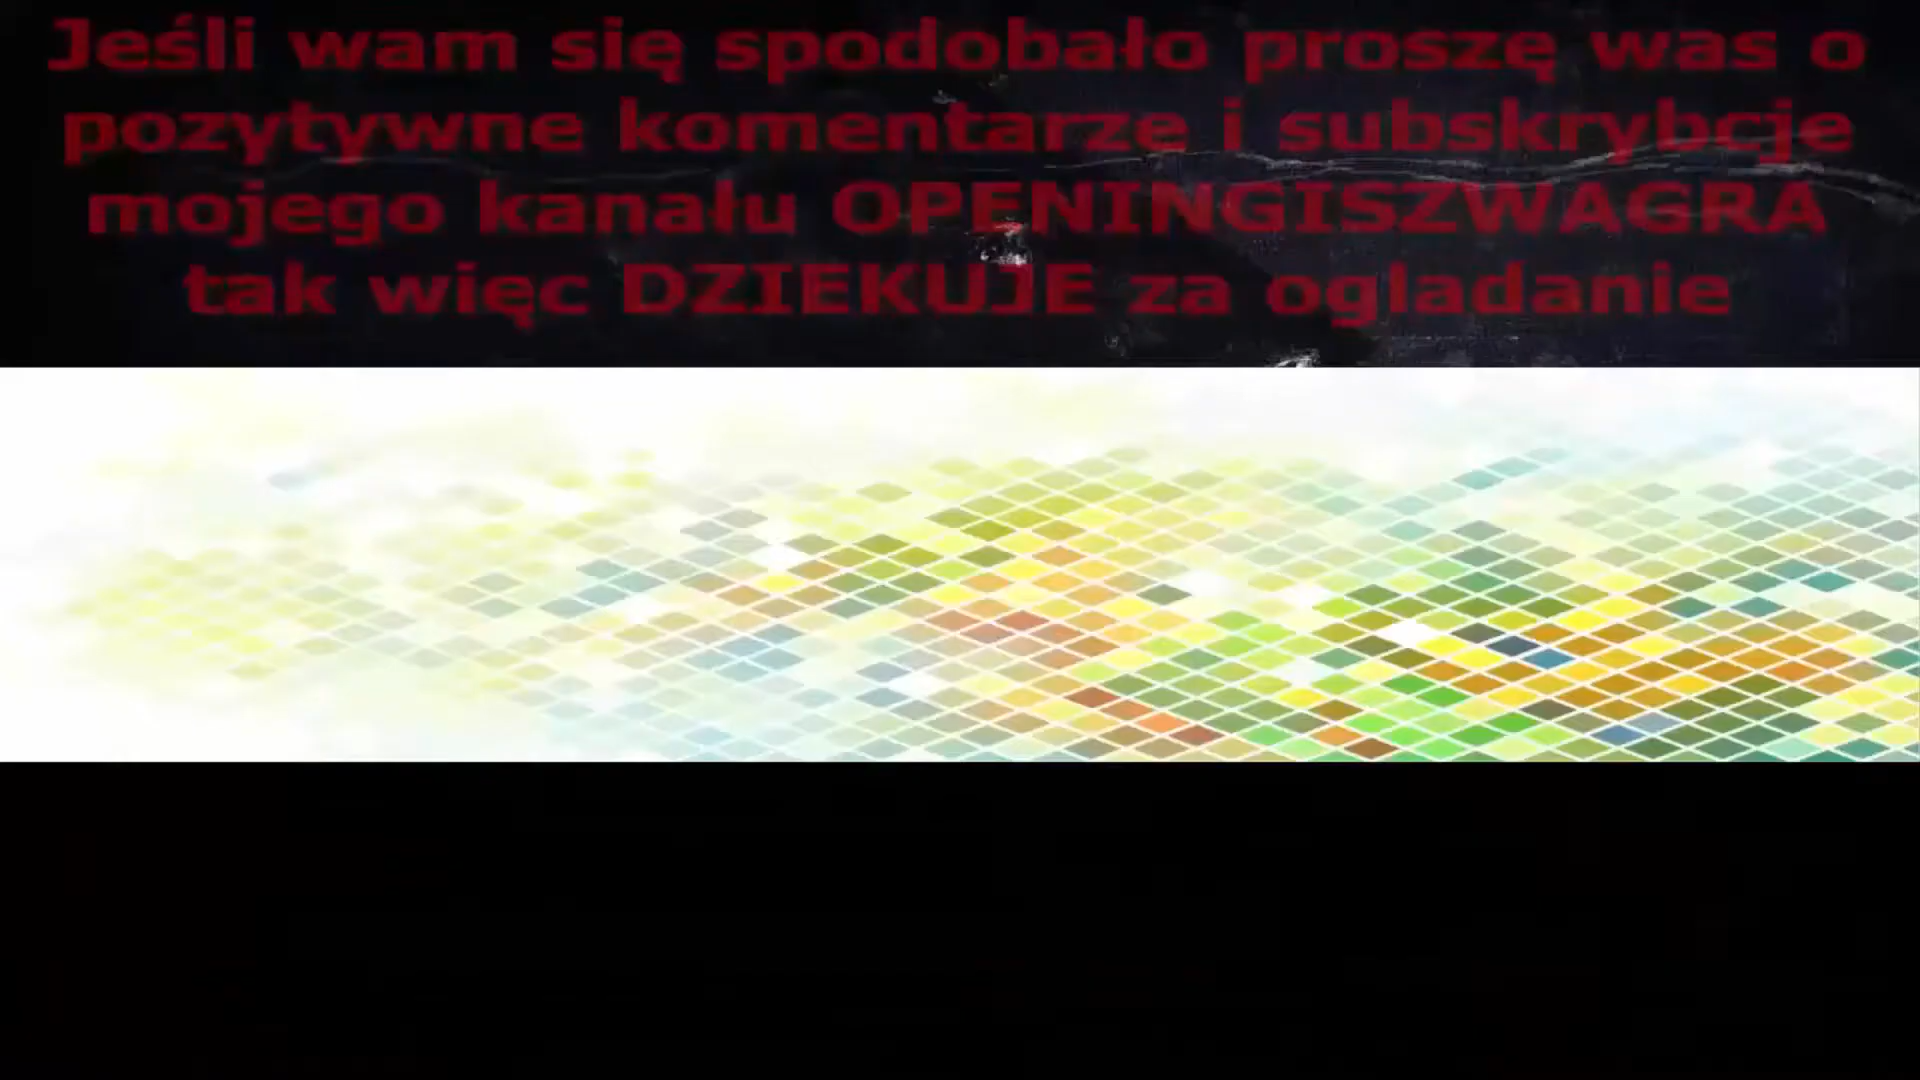 Jeśli wam się spodobało proszę was o
pozytywne komentarze i subskrybcje
mojego kanału OPENINGISZWAGRA
tak więc DZIEKUJE za ogladanie